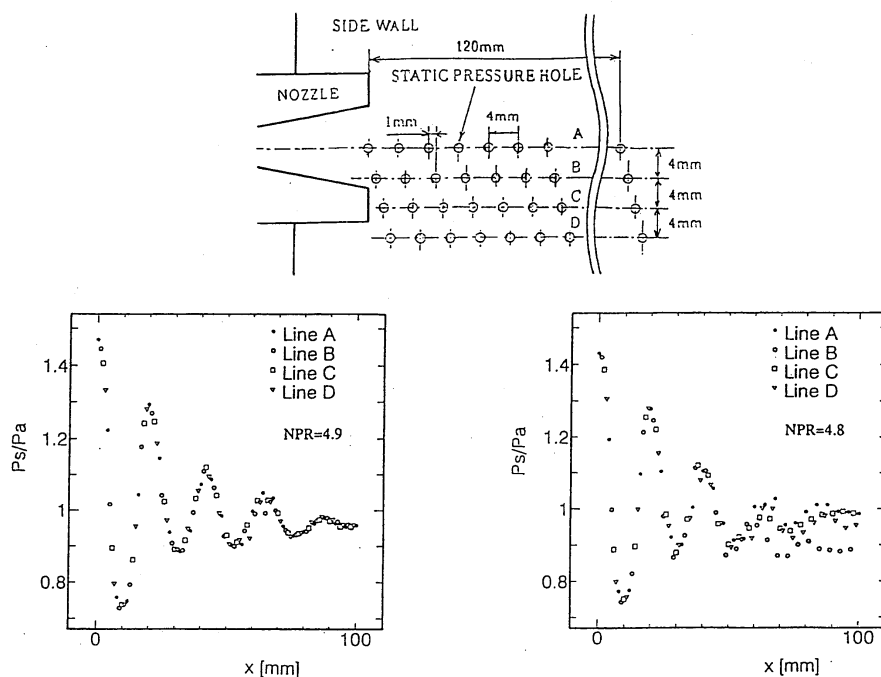 SIDE WALL
120mm
STATIC PRESSURE HOLE
NOZZLE
1mm
4mm
A
B
C
D
4mm
4mm
4mm
Line A
Line B
Line C
Line D
NPR=4.9
1.4
1.2
1
0.8
Ps/Pa
0
100
x [mm]
Line A
Line B
Line C
Line D
NPR=4.8
1.4
1.2
1
0.8
Ps/Pa
0
100
x [mm]